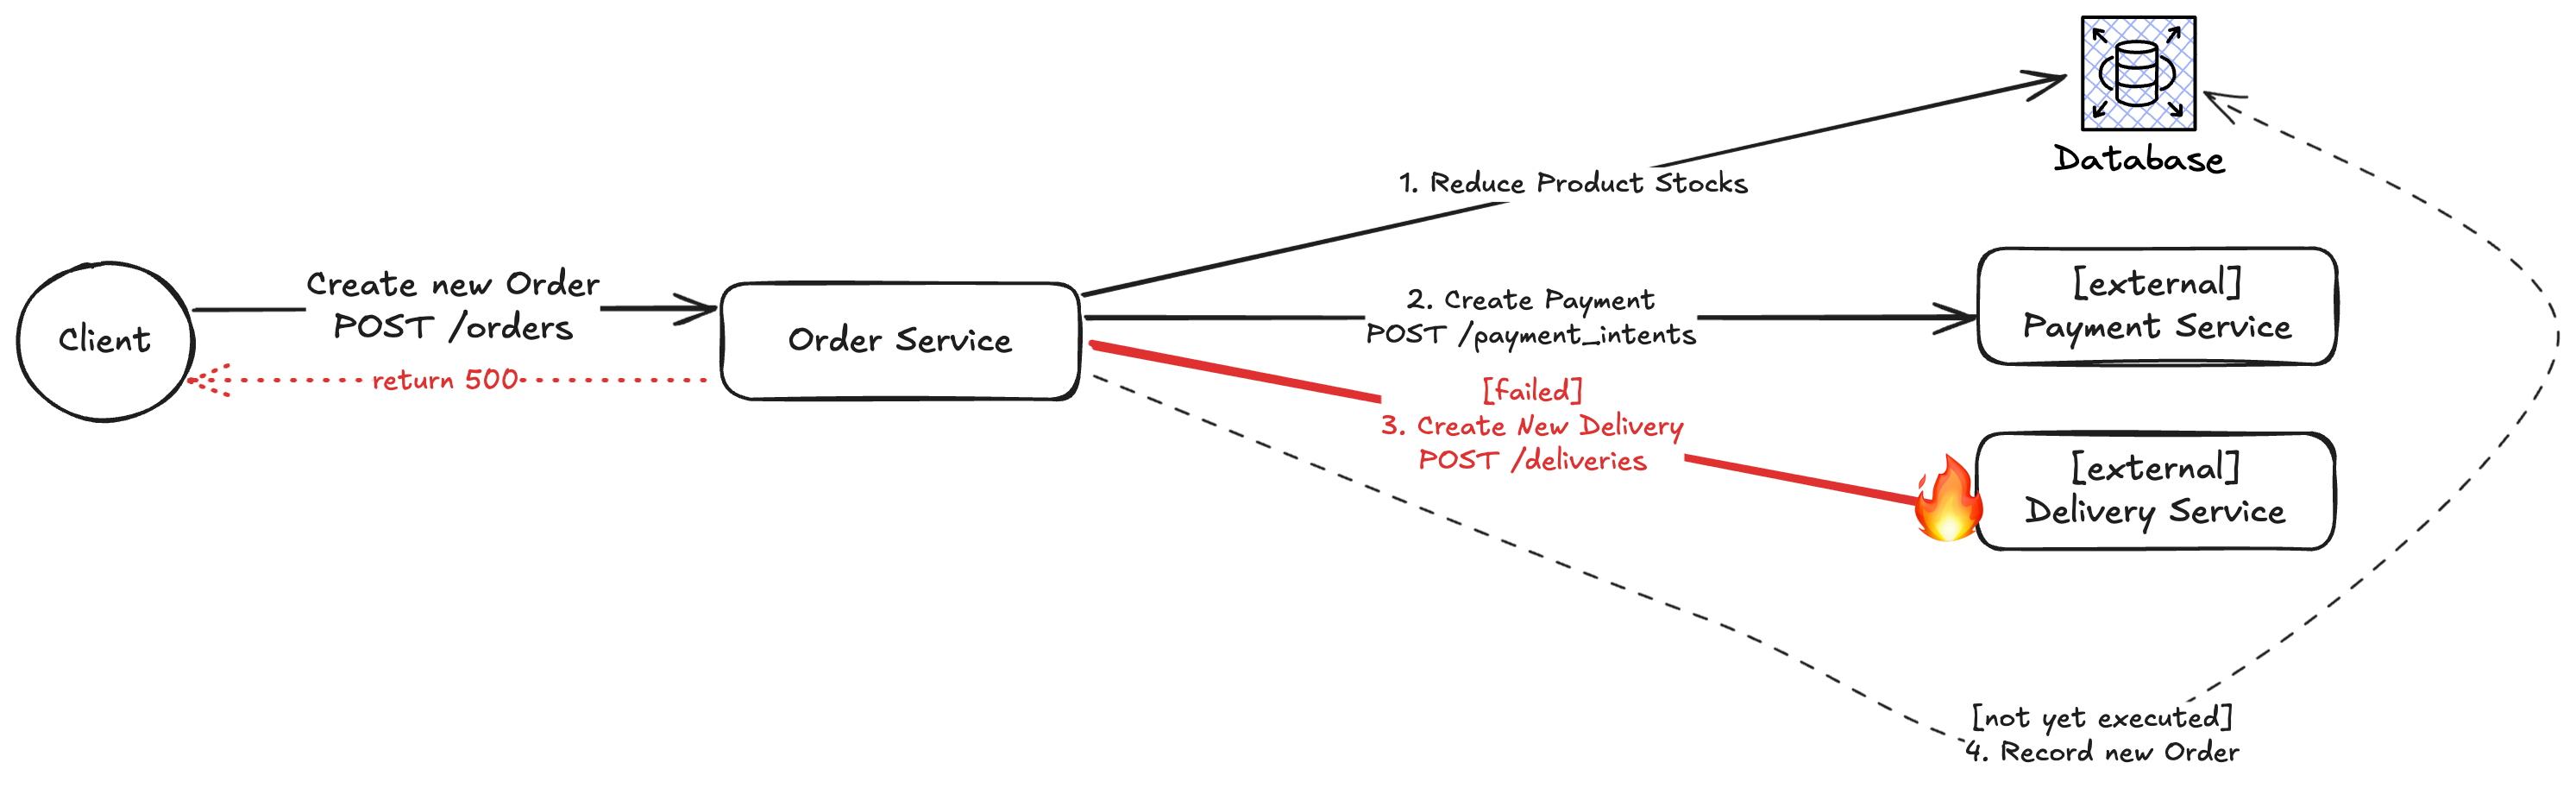 Database
1. Reduce Product Stocks
Create new Order
POST /orders
Client
return 500
Order Service
2. Create Payment
POST /payment_intents
[external]
Payment Service
[failed]
3. Create New Delivery
POST /deliveries
[external]
Delivery Service
[not yet executed]
4. Record new Order